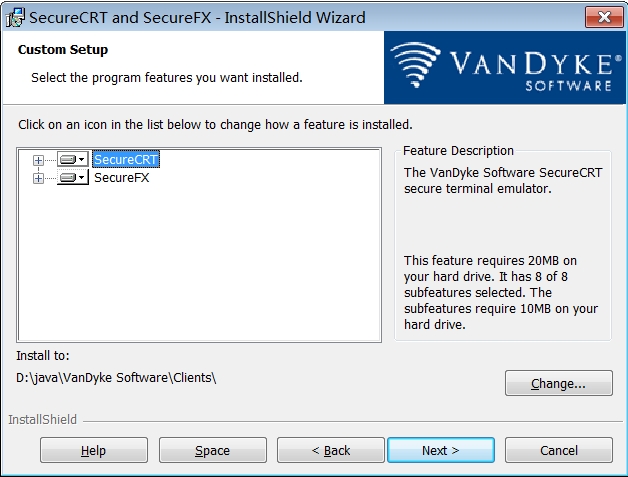 SecureCRT and SecureFX - InstallShield Wizard
Custom Setup
Select the program features you want installed.
VANDYKE®
SOFTWARE
Click on an icon in the list below to change how a feature is installed.
SecureCRT
SecureFX
Feature Description
The VanDyke Software SecureCRT
secure terminal emulator.
This feature requires 20MB on
your hard drive. It has 8 of 8
subfeatures selected. The
subfeatures require 10MB on your
hard drive.
Install to:
D:\java\VanDyke Software\Clients\
Change...
InstallShield
Help
Space
< Back
Next >
Cancel